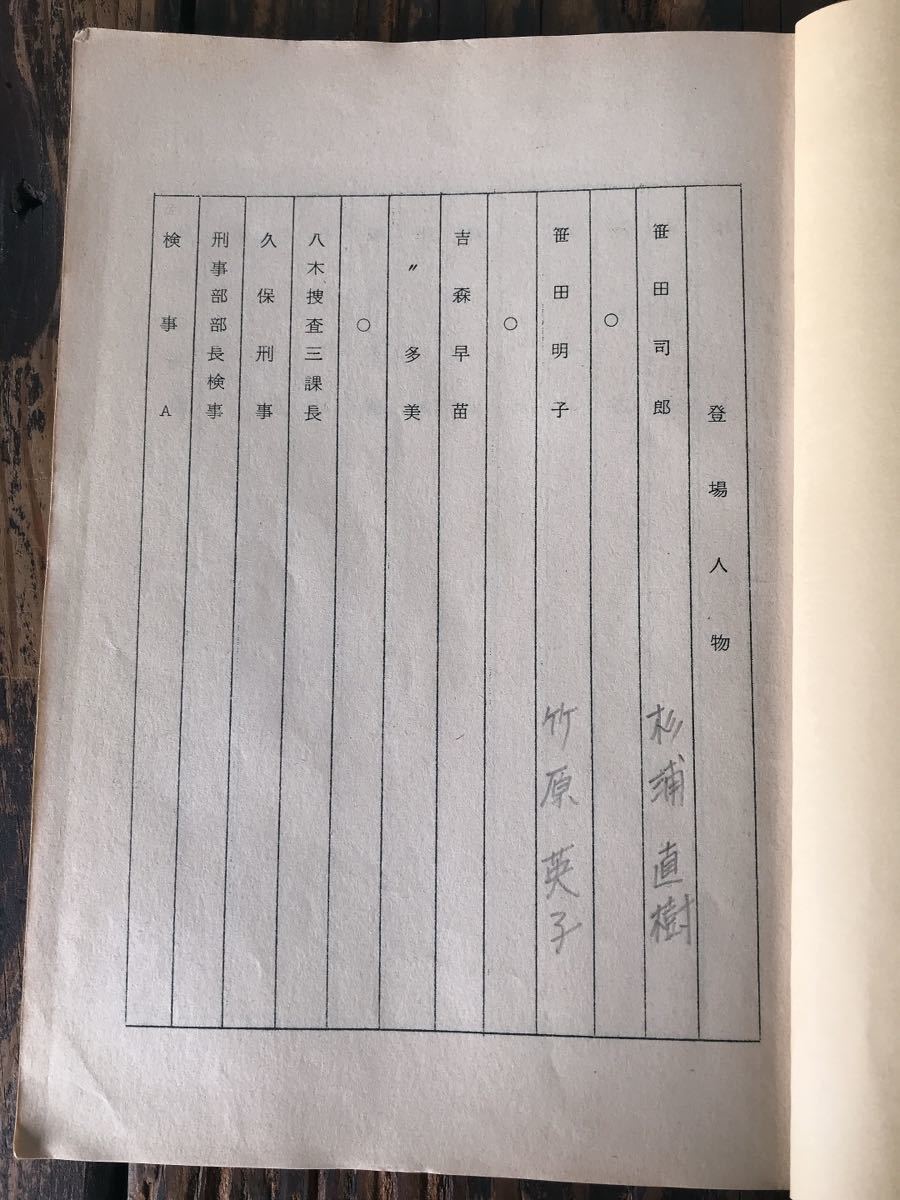 登場人物
笹田司郎 杉浦直樹
○
笹田明子 竹原英子
○
吉森早苗
〃 多美
○
八木捜査三課長
久保刑事
刑事部部長検事
検事A